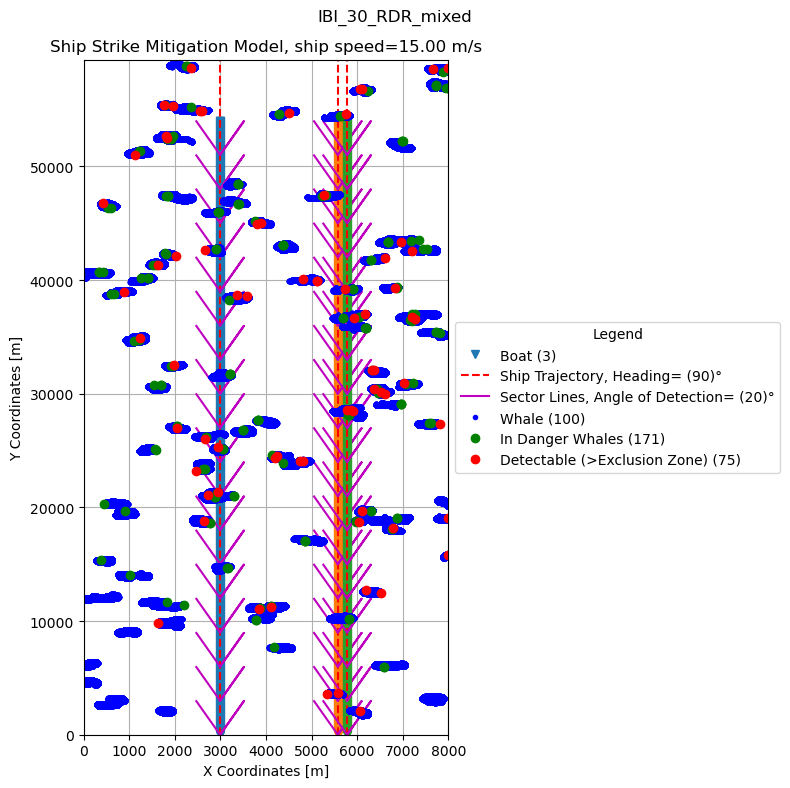 IBI_30_RDR_mixed
Ship Strike Mitigation Model, ship speed=15.00 m/s
50000
40000
30000
20000
10000
0
Y Coordinates [m]
0 1000 2000 3000 4000 5000 6000 7000 8000
X Coordinates [m]
Legend
Boat (3)
Ship Trajectory, Heading= (90)°
Sector Lines, Angle of Detection= (20)°
Whale (100)
In Danger Whales (171)
Detectable (>Exclusion Zone) (75)